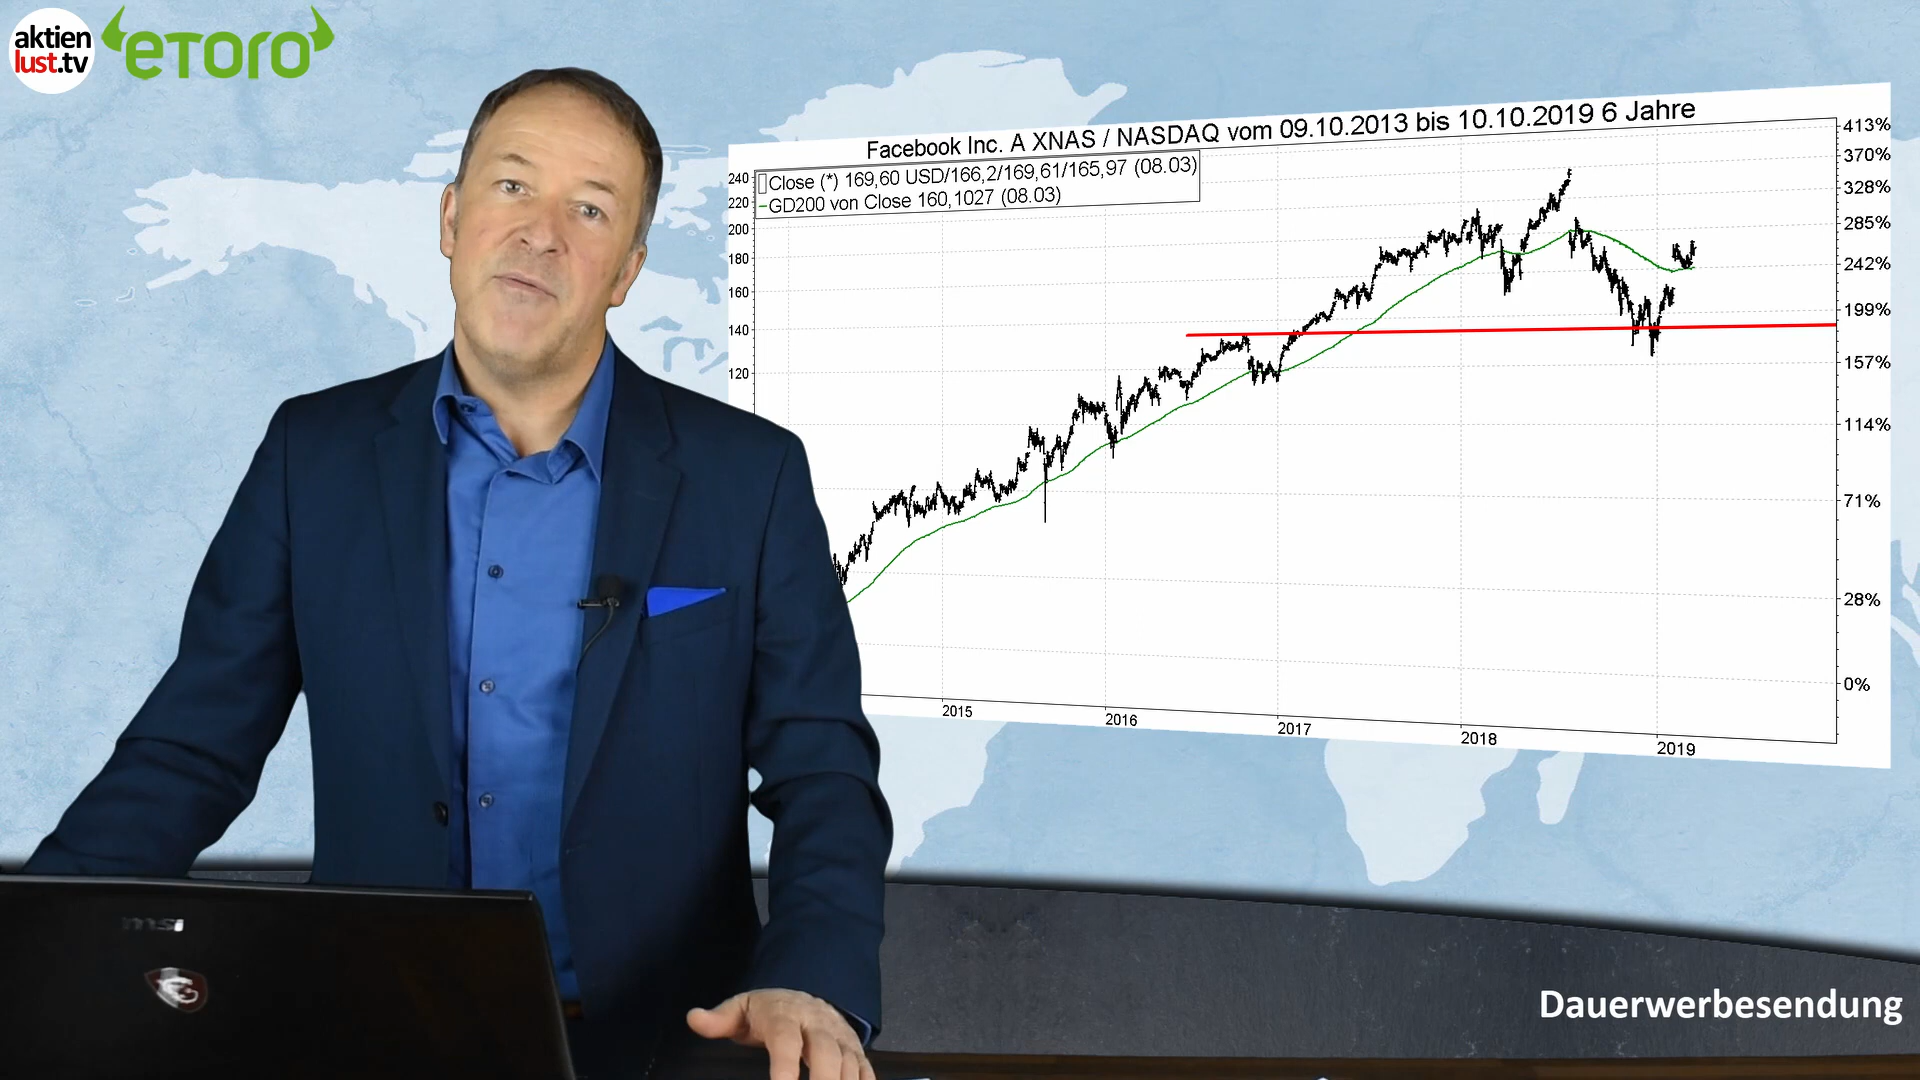 aktien
lust.tv
eTORO
Facebook Inc. A XNAS / NASDAQ vom 09.10.2013 bis 10.10.2019 6 Jahre
Close (*) 169,60 USD/166,2/169,61/165,97 (08.03)
GD200 von Close 160,1027 (08.03)
240
220
200
180
160
140
120
413%
370%
328%
285%
242%
199%
157%
114%
71%
28%
0%
2015
2016
2017
2018
2019
msi
Dauerwerbesendung